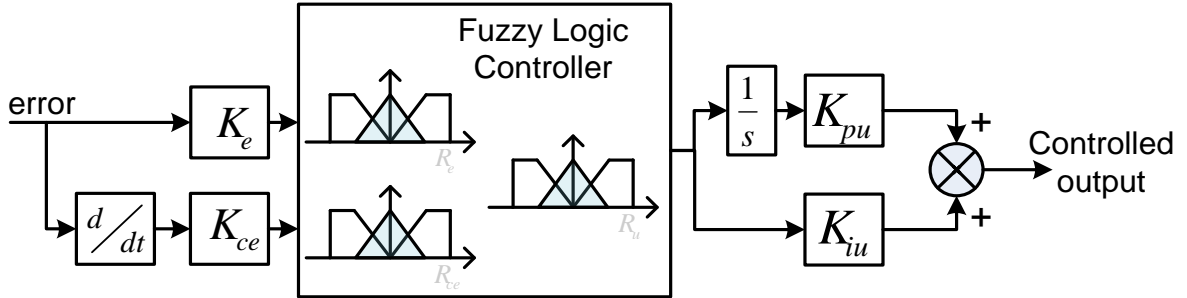 Fuzzy Logic
Controller
error
K_e
R_e
d/dt
K_ce
R_ce
R_u
1/s
K_pu
+
K_iu
+
Controlled
output